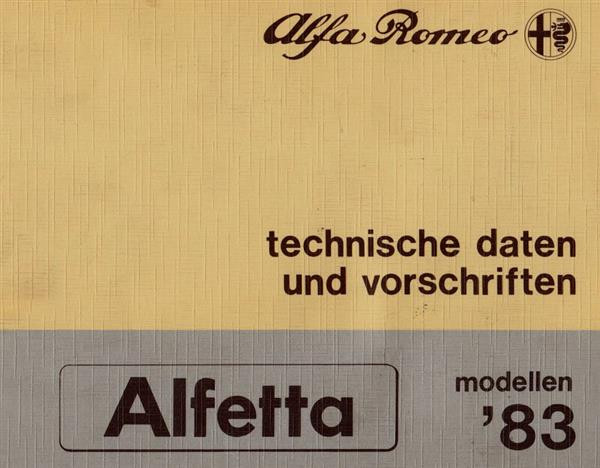 Alfa Romeo
technische daten
und vorschriften
Alfetta
modellen
'83